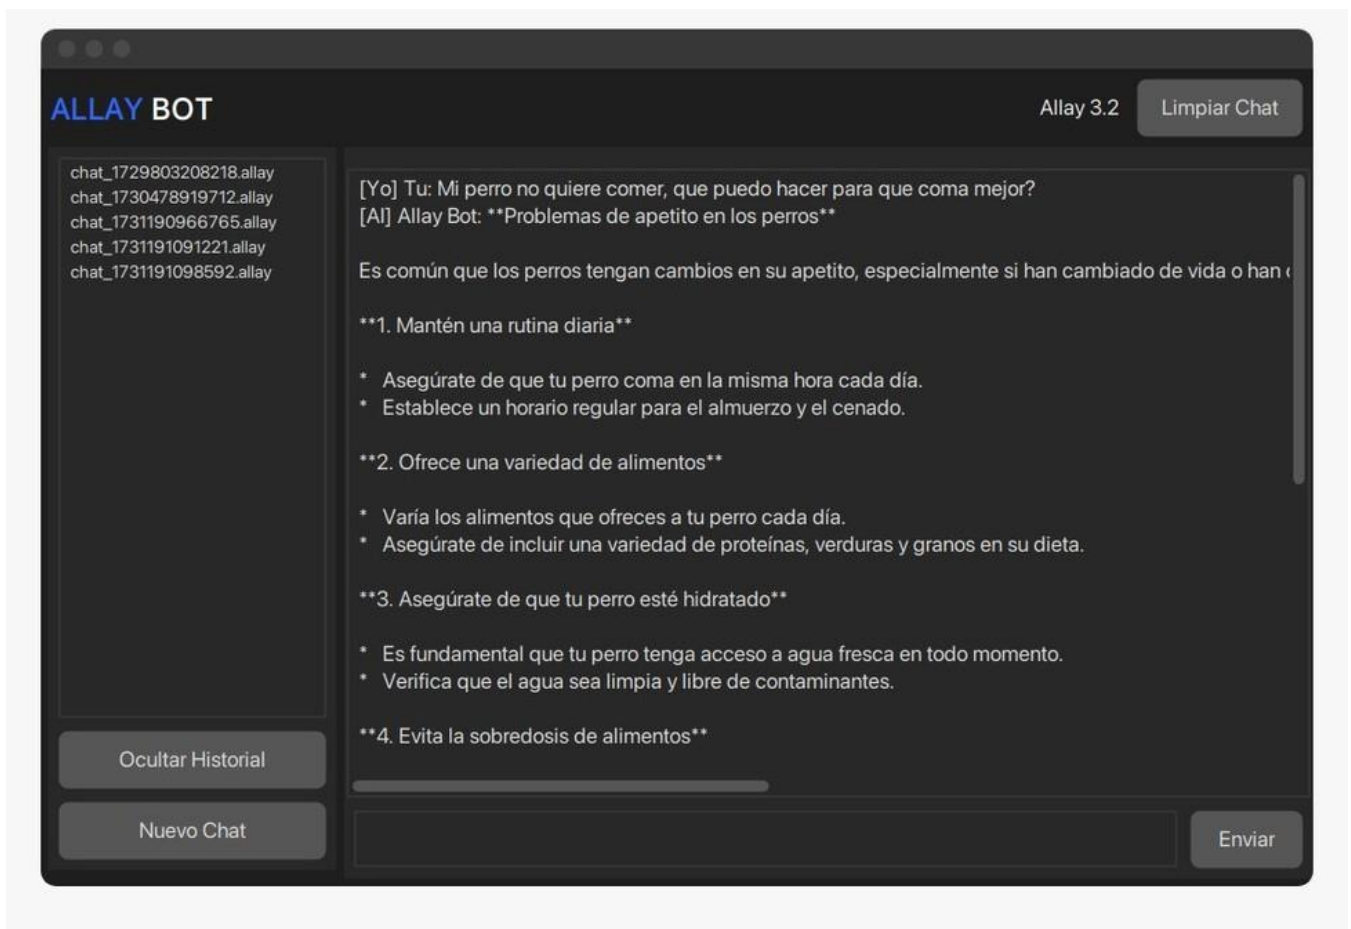 ALLAY BOT
Allay 3.2
Limpiar Chat
chat_1729803208218.allay
chat_1730478919712.allay
chat_1731190966765.allay
chat_1731191091221.allay
chat_1731191098592.allay
Ocultar Historial
Nuevo Chat
[Yo] Tu: Mi perro no quiere comer, que puedo hacer para que coma mejor?
[AI] Allay Bot: **Problemas de apetito en los perros**
Es común que los perros tengan cambios en su apetito, especialmente si han cambiado de vida o han
**1. Mantén una rutina diaria**
* Asegúrate de que tu perro coma en la misma hora cada día.
* Establece un horario regular para el almuerzo y el cenado.
**2. Ofrece una variedad de alimentos**
* Varía los alimentos que ofreces a tu perro cada día.
* Asegúrate de incluir una variedad de proteínas, verduras y granos en su dieta.
**3. Asegúrate de que tu perro esté hidratado**
* Es fundamental que tu perro tenga acceso a agua fresca en todo momento.
* Verifica que el agua sea limpia y libre de contaminantes.
**4. Evita la sobredosis de alimentos**
Enviar